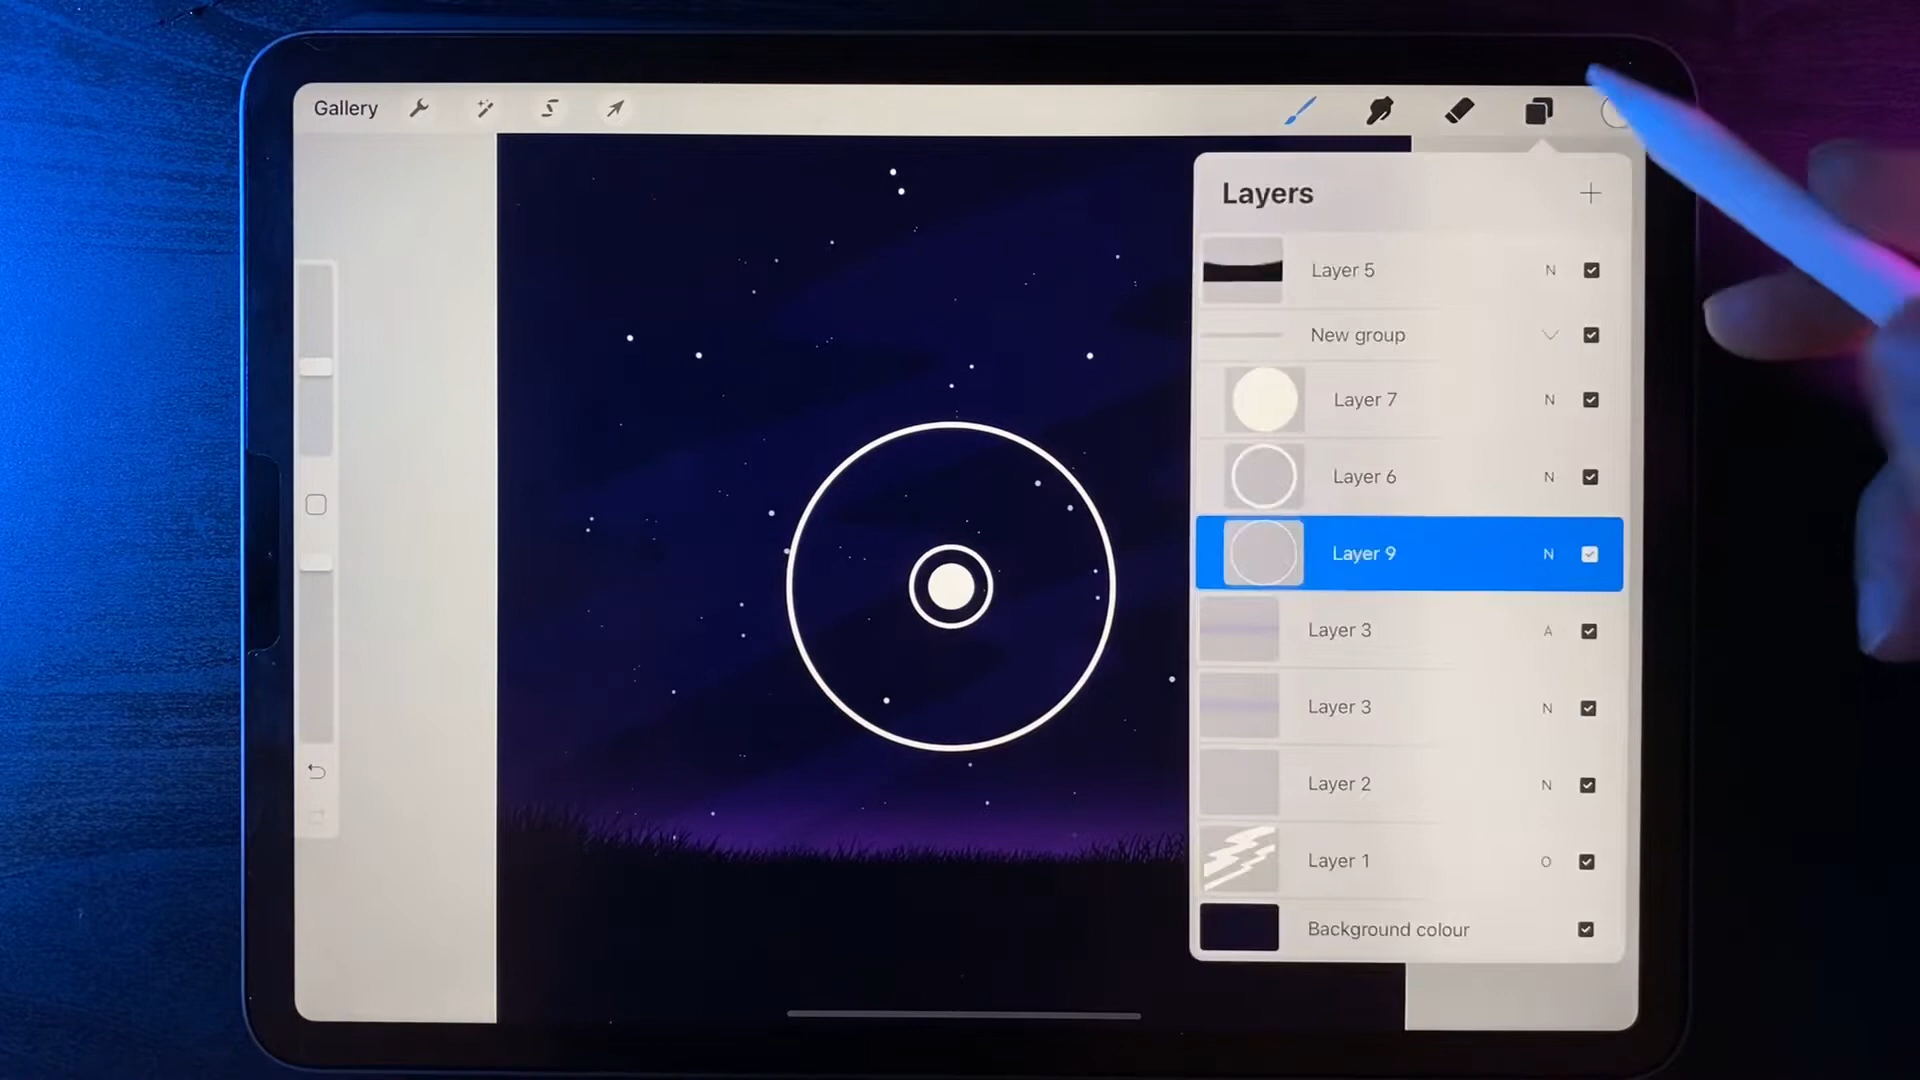 Gallery
Layers
Layer 5 N
New group
Layer 7 N
Layer 6 N
Layer 9 N
Layer 3 A
Layer 3 N
Layer 2 N
Layer 1 O
Background colour